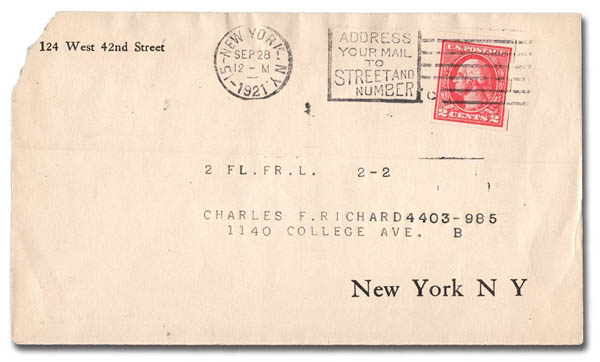 124 West 42nd Street
NEW YORK, N.Y.
5
SEP 28
12 - M
1921
ADDRESS
YOUR MAIL
TO
STREET AND
NUMBER
C
U.S. POSTAGE
2 CENTS 2
2 FL.FR.L. 2-2
CHARLES F.RICHARD4403-985
1140 COLLEGE AVE. B
New York N Y